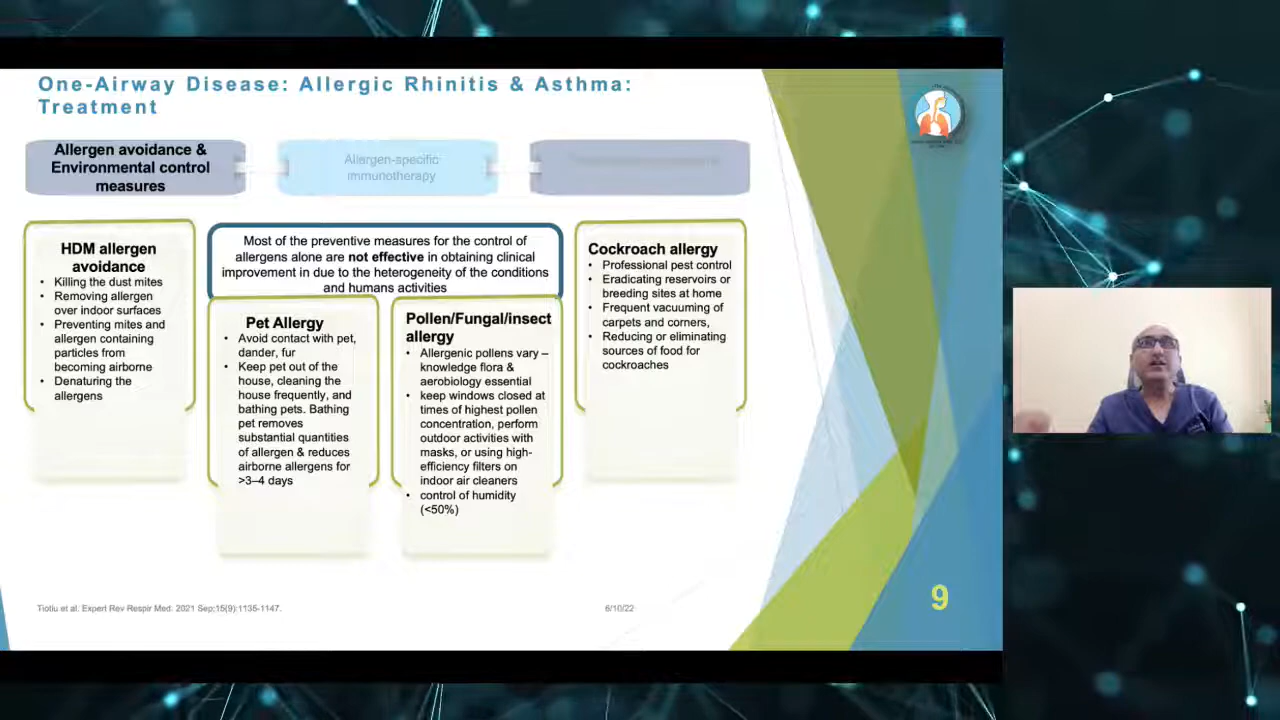 One-Airway Disease: Allergic Rhinitis & Asthma:
Treatment
Allergen avoidance &
Environmental control
measures
Allergen-specific
immunotherapy
HDM allergen
avoidance
• Killing the dust mites
• Removing allergen
over indoor surfaces
• Preventing mites and
allergen containing
particles from
becoming airborne
• Denaturing the
allergens
Most of the preventive measures for the control of
allergens alone are not effective in obtaining clinical
improvement in due to the heterogeneity of the conditions
and humans activities
Pet Allergy
• Avoid contact with pet,
dander, fur
• Keep pet out of the
house, cleaning the
house frequently, and
bathing pets. Bathing
pet removes
substantial quantities
of allergen & reduces
airborne allergens for
>3–4 days
Pollen/Fungal/insect
allergy
• Allergenic pollens vary –
knowledge flora &
aerobiology essential
• keep windows closed at
times of highest pollen
concentration, perform
outdoor activities with
masks, or using high-
efficiency filters on
indoor air cleaners
• control of humidity
(<50%)
Cockroach allergy
• Professional pest control
• Eradicating reservoirs or
breeding sites at home
• Frequent vacuuming of
carpets and corners,
• Reducing or eliminating
sources of food for
cockroaches
Tiotiu et al. Expert Rev Respir Med. 2021 Sep;15(9):1135-1147.
6/10/22
9